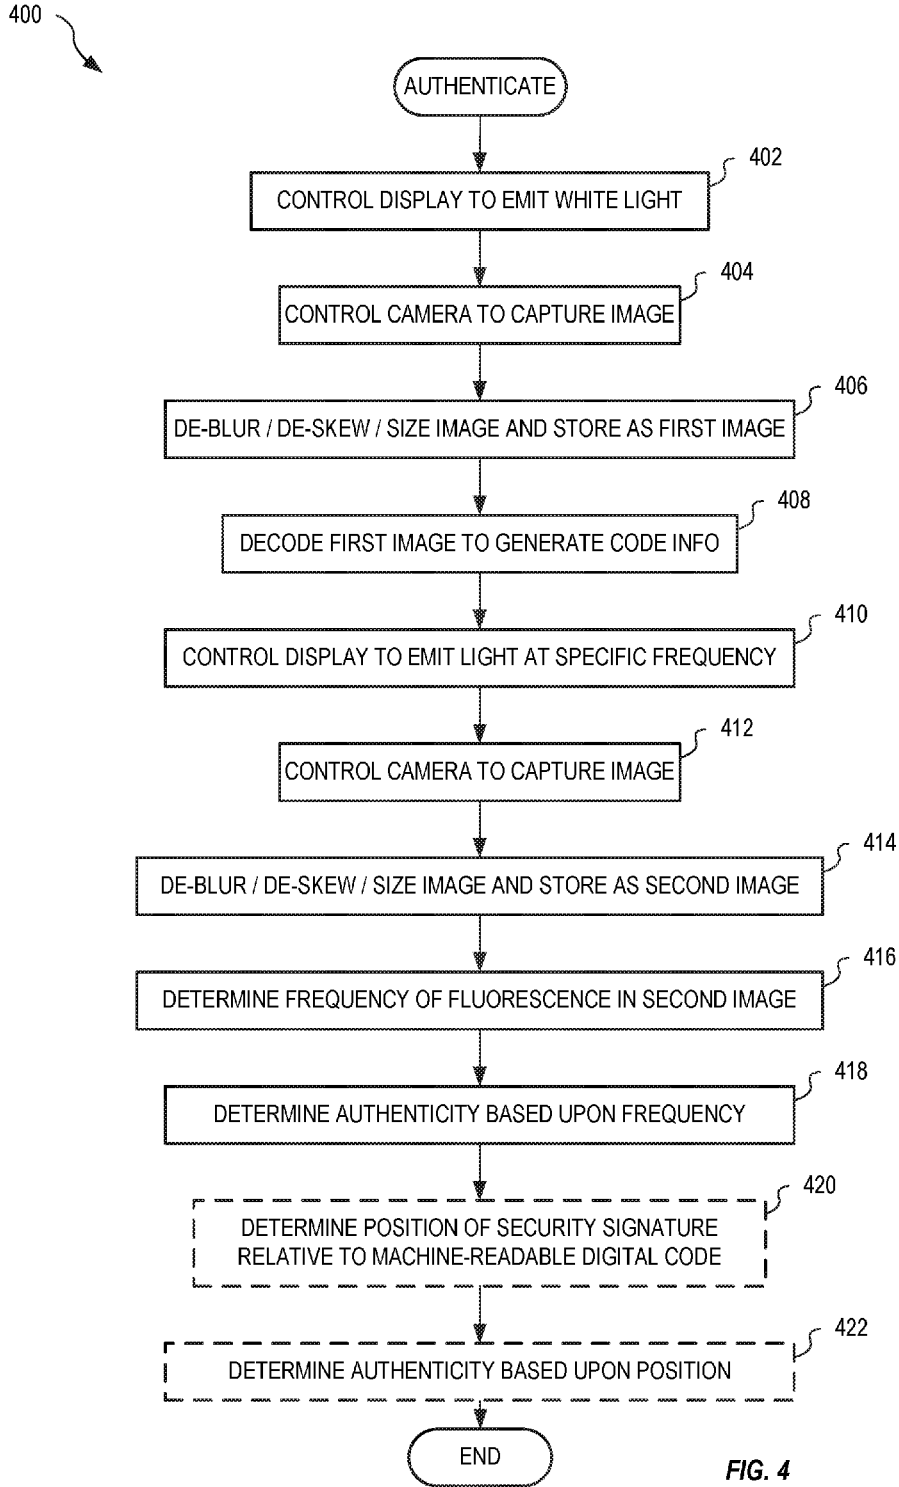 400
AUTHENTICATE
402
CONTROL DISPLAY TO EMIT WHITE LIGHT
404
CONTROL CAMERA TO CAPTURE IMAGE
406
DE-BLUR / DE-SKEW / SIZE IMAGE AND STORE AS FIRST IMAGE
408
DECODE FIRST IMAGE TO GENERATE CODE INFO
410
CONTROL DISPLAY TO EMIT LIGHT AT SPECIFIC FREQUENCY
412
CONTROL CAMERA TO CAPTURE IMAGE
414
DE-BLUR / DE-SKEW / SIZE IMAGE AND STORE AS SECOND IMAGE
416
DETERMINE FREQUENCY OF FLUORESCENCE IN SECOND IMAGE
418
DETERMINE AUTHENTICITY BASED UPON FREQUENCY
420
DETERMINE POSITION OF SECURITY SIGNATURE
RELATIVE TO MACHINE-READABLE DIGITAL CODE
422
DETERMINE AUTHENTICITY BASED UPON POSITION
END
FIG. 4